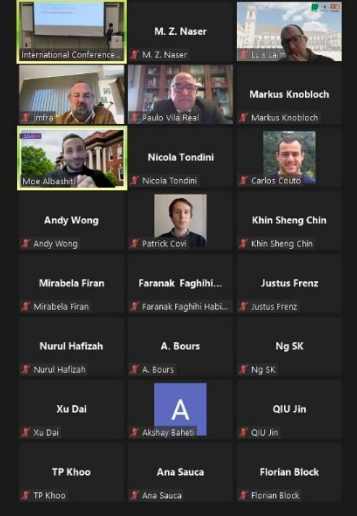 International Conference...
M. Z. Naser
M. Z. Naser
jmfra
Paulo Vila Real
Markus Knobloch
Markus Knobloch
Moe Albashiti
Nicola Tondini
Nicola Tondini
Carlos Couto
Andy Wong
Andy Wong
Patrick Covi
Khin Sheng Chin
Khin Sheng Chin
Mirabela Firan
Mirabela Firan
Faranak Faghihi...
Faranak Faghihi Habi...
Justus Frenz
Justus Frenz
Nurul Hafizah
Nurul Hafizah
A. Bours
A. Bours
Ng SK
Ng SK
Xu Dai
Xu Dai
A
Akshay Baheti
QIU Jin
QIU Jin
TP Khoo
TP Khoo
Ana Sauca
Ana Sauca
Florian Block
Florian Block